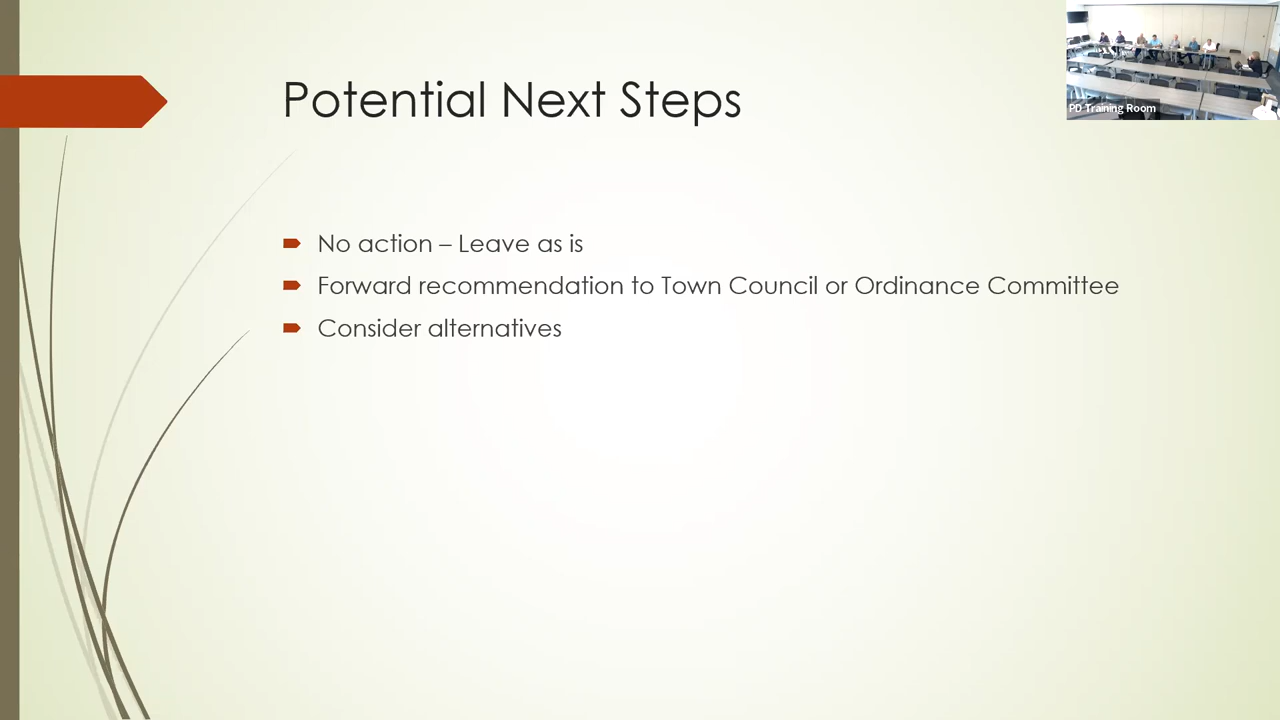 Potential Next Steps
PD Training Room
No action – Leave as is
Forward recommendation to Town Council or Ordinance Committee
Consider alternatives